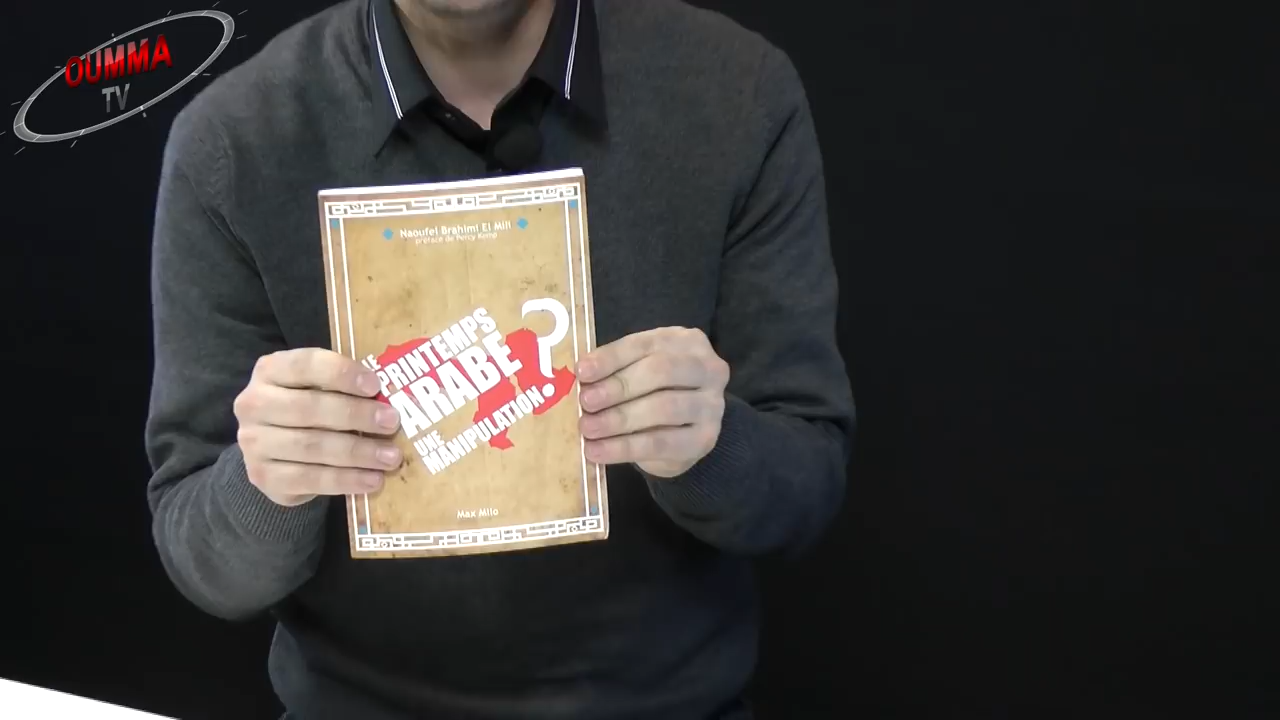 OUMMA
TV
Naoufel Brahimi El Mili
préface de Percy Kemp
LE
PRINTEMPS
ARABE ?
UNE
MANIPULATION
Max Milo